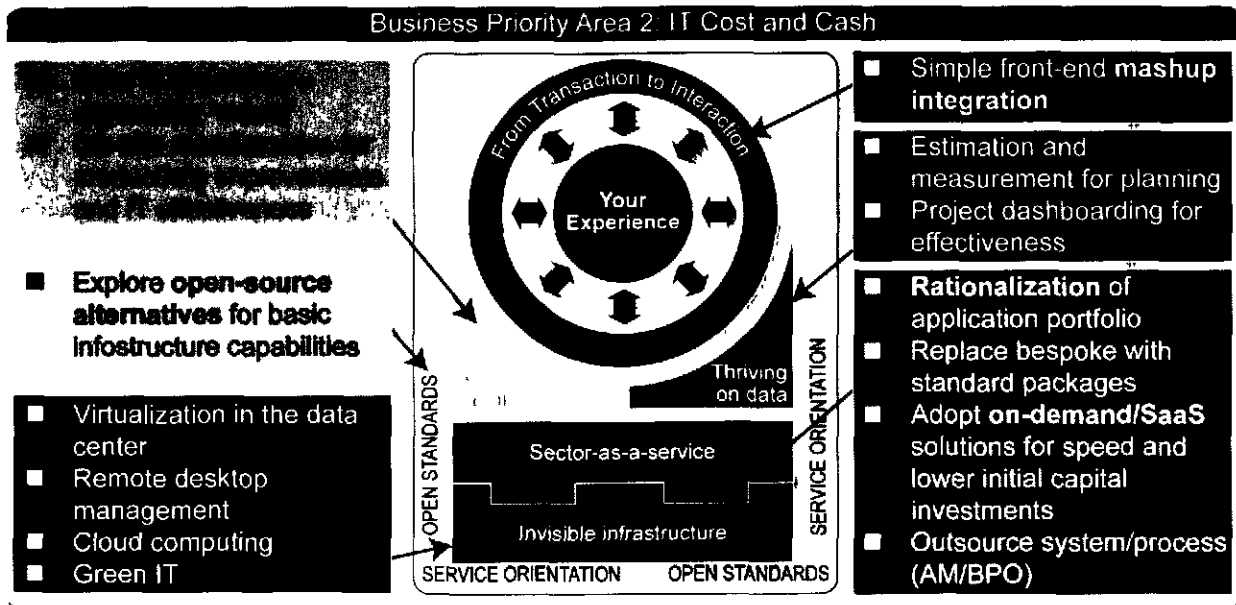 Business Priority Area 2: IT Cost and Cash
■ Explore open-source
alternatives for basic
infostructure capabilities
■ Virtualization in the data
center
■ Remote desktop
management
■ Cloud computing
■ Green IT
From Transaction to Interaction
Your
Experience
Thriving
on data
Sector-as-a-service
Invisible infrastructure
OPEN STANDARDS
SERVICE ORIENTATION
SERVICE ORIENTATION
OPEN STANDARDS
■ Simple front-end mashup
integration
■ Estimation and
measurement for planning
■ Project dashboarding for
effectiveness
■ Rationalization of
application portfolio
■ Replace bespoke with
standard packages
■ Adopt on-demand/SaaS
solutions for speed and
lower initial capital
investments
■ Outsource system/process
(AM/BPO)